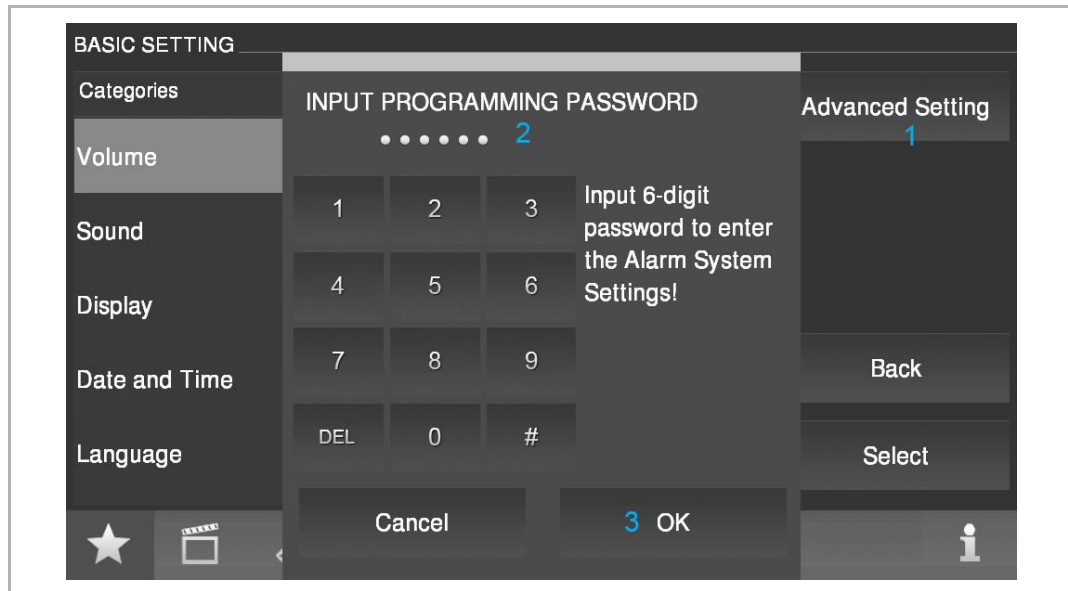 BASIC SETTING
Categories
Volume
Sound
Display
Date and Time
Language
INPUT PROGRAMMING PASSWORD
•••••• 2
1 2 3
4 5 6
7 8 9
DEL 0 #
Input 6-digit
password to enter
the Alarm System
Settings!
Cancel
3 OK
Advanced Setting
1
Back
Select